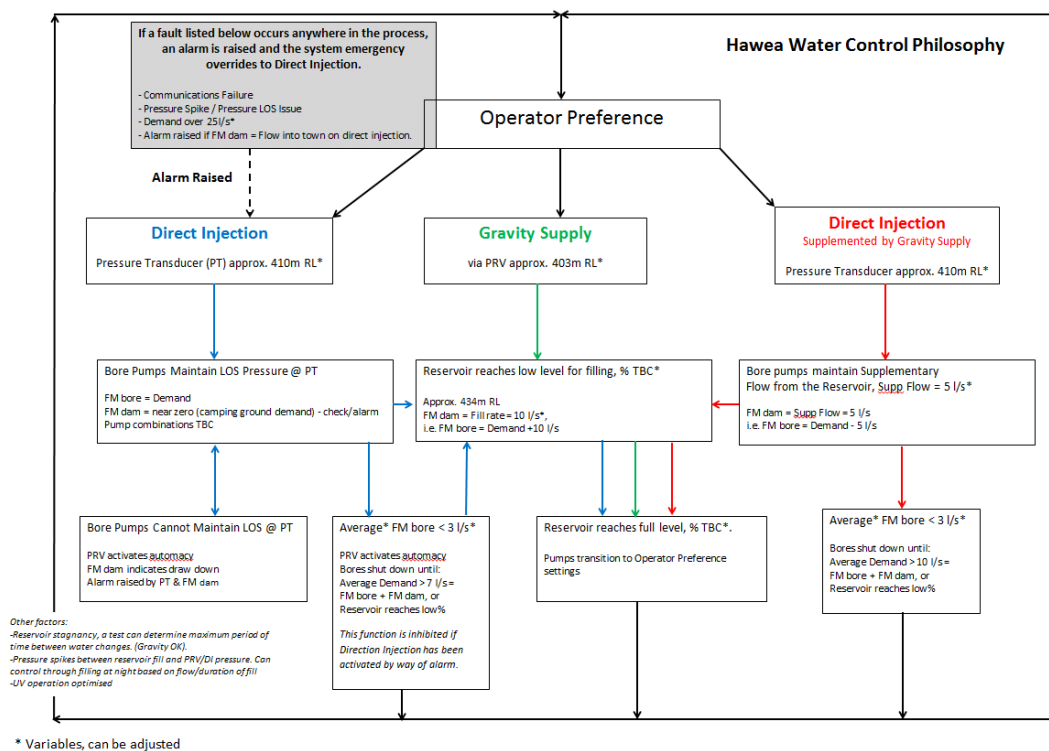 If a fault listed below occurs anywhere in the process,
an alarm is raised and the system emergency
overrides to Direct Injection.
- Communications Failure
- Pressure Spike / Pressure LOS Issue
- Demand over 25l/s*
- Alarm raised if FM dam = Flow into town on direct injection.
Hawea Water Control Philosophy
Operator Preference
Alarm Raised
Direct Injection
Pressure Transducer (PT) approx. 410m RL*
Gravity Supply
via PRV approx. 403m RL*
Direct Injection
Supplemented by Gravity Supply
Pressure Transducer approx. 410m RL*
Bore Pumps Maintain LOS Pressure @ PT
FM bore = Demand
FM dam = near zero (camping ground demand) - check/alarm
Pump combinations TBC
Reservoir reaches low level for filling, % TBC*
Approx. 434m RL
FM dam = Fill rate = 10 l/s*,
i.e. FM bore = Demand +10 l/s
Bore pumps maintain Supplementary
Flow from the Reservoir, Supp Flow = 5 l/s*
FM dam = Supp Flow = 5 l/s
i.e. FM bore = Demand - 5 l/s
Bore Pumps Cannot Maintain LOS @ PT
PRV activates automacy
FM dam indicates draw down
Alarm raised by PT & FM dam
Average* FM bore < 3 l/s*
PRV activates automacy
Bores shut down until:
Average Demand > 7 l/s =
FM bore + FM dam, or
Reservoir reaches low%
This function is inhibited if
Direction Injection has been
activated by way of alarm.
Reservoir reaches full level, % TBC*.
Pumps transition to Operator Preference
settings
Average* FM bore < 3 l/s*
Bores shut down until:
Average Demand > 10 l/s =
FM bore + FM dam, or
Reservoir reaches low%
Other factors:
-Reservoir stagnancy, a test can determine maximum period of
time between water changes. (Gravity OK).
-Pressure spikes between reservoir fill and PRV/DI pressure. Can
control through filling at night based on flow/duration of fill
-UV operation optimised
* Variables, can be adjusted